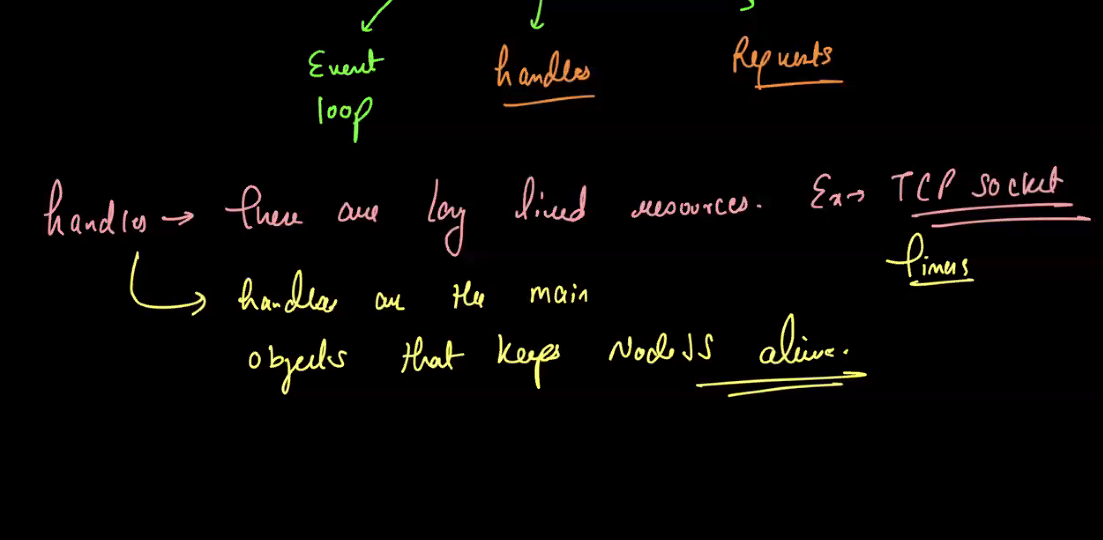 Event handles Requests
loop
handles → these are long lived resources. Ex → TCP socket
timers
handles are the main
objects that keeps NodeJS alive.